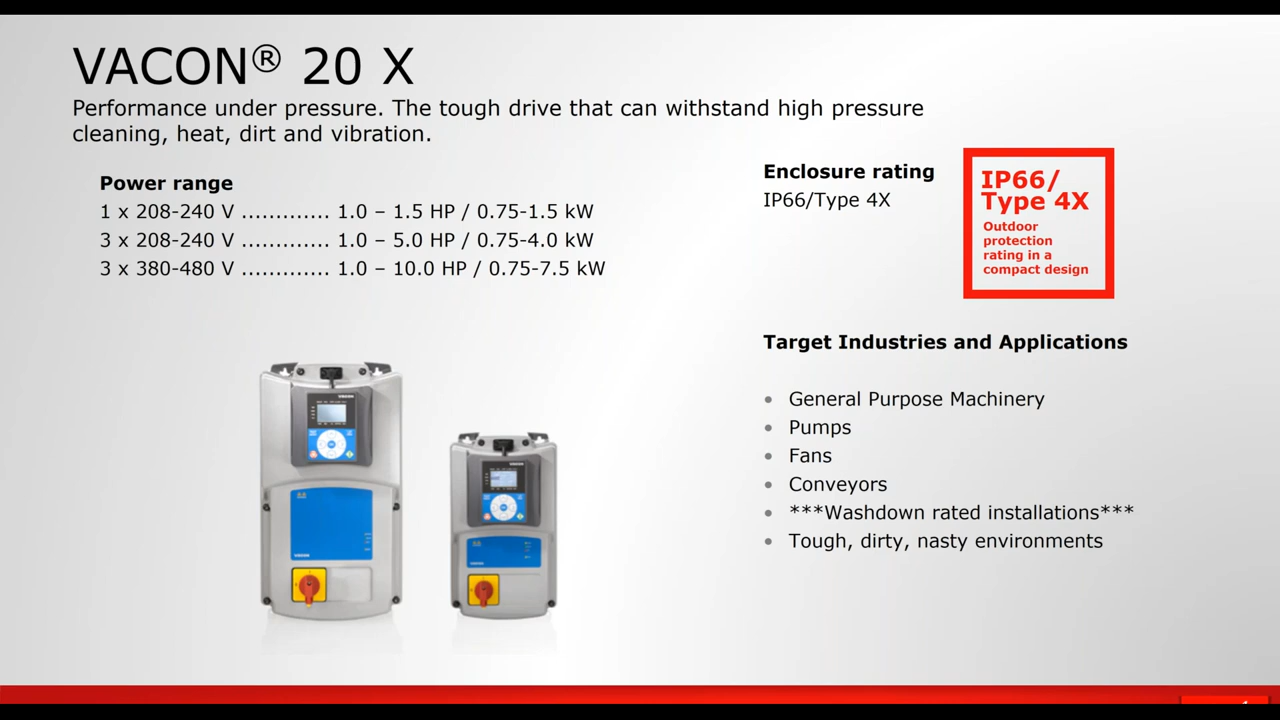 VACON® 20 X
Performance under pressure. The tough drive that can withstand high pressure
cleaning, heat, dirt and vibration.
Power range
1 x 208-240 V ............. 1.0 – 1.5 HP / 0.75-1.5 kW
3 x 208-240 V ............. 1.0 – 5.0 HP / 0.75-4.0 kW
3 x 380-480 V ............. 1.0 – 10.0 HP / 0.75-7.5 kW
Enclosure rating
IP66/Type 4X
IP66/
Type 4X
Outdoor
protection
rating in a
compact design
Target Industries and Applications
• General Purpose Machinery
• Pumps
• Fans
• Conveyors
• ***Washdown rated installations***
• Tough, dirty, nasty environments
VACON
VACON
VACON
VACON